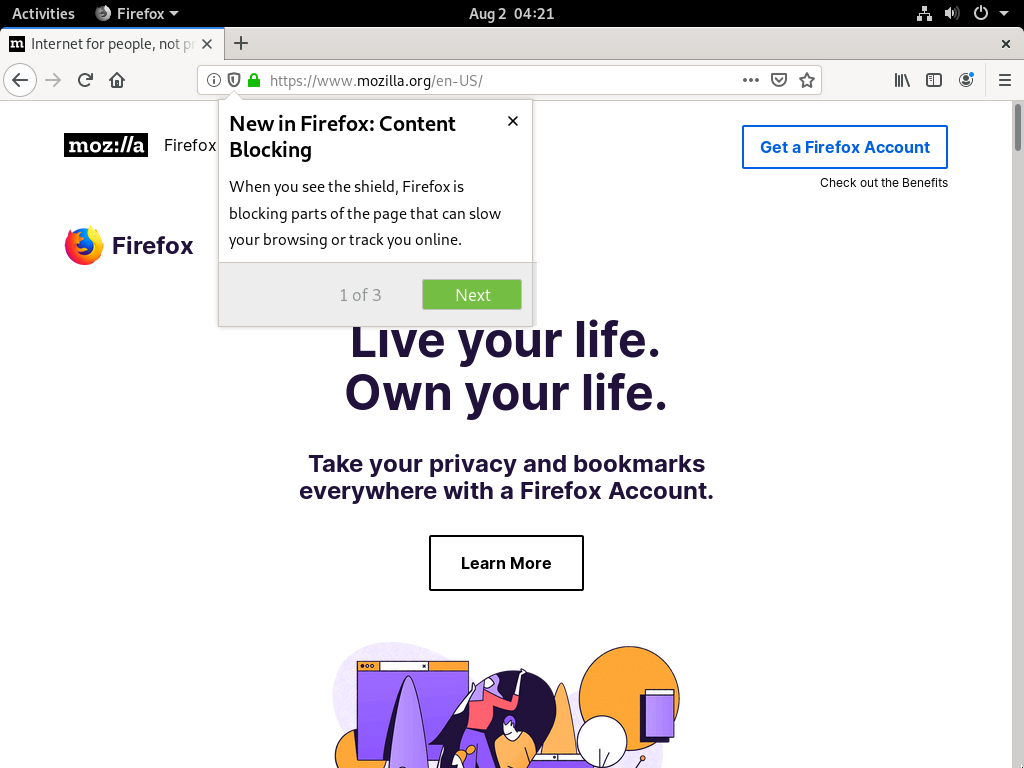 Activities
Firefox
Aug 2 04:21
Internet for people, not pr
https://www.mozilla.org/en-US/
moz://a
Firefox
Get a Firefox Account
Check out the Benefits
New in Firefox: Content
Blocking
When you see the shield, Firefox is
blocking parts of the page that can slow
your browsing or track you online.
1 of 3
Next
Firefox
Live your life.
Own your life.
Take your privacy and bookmarks
everywhere with a Firefox Account.
Learn More